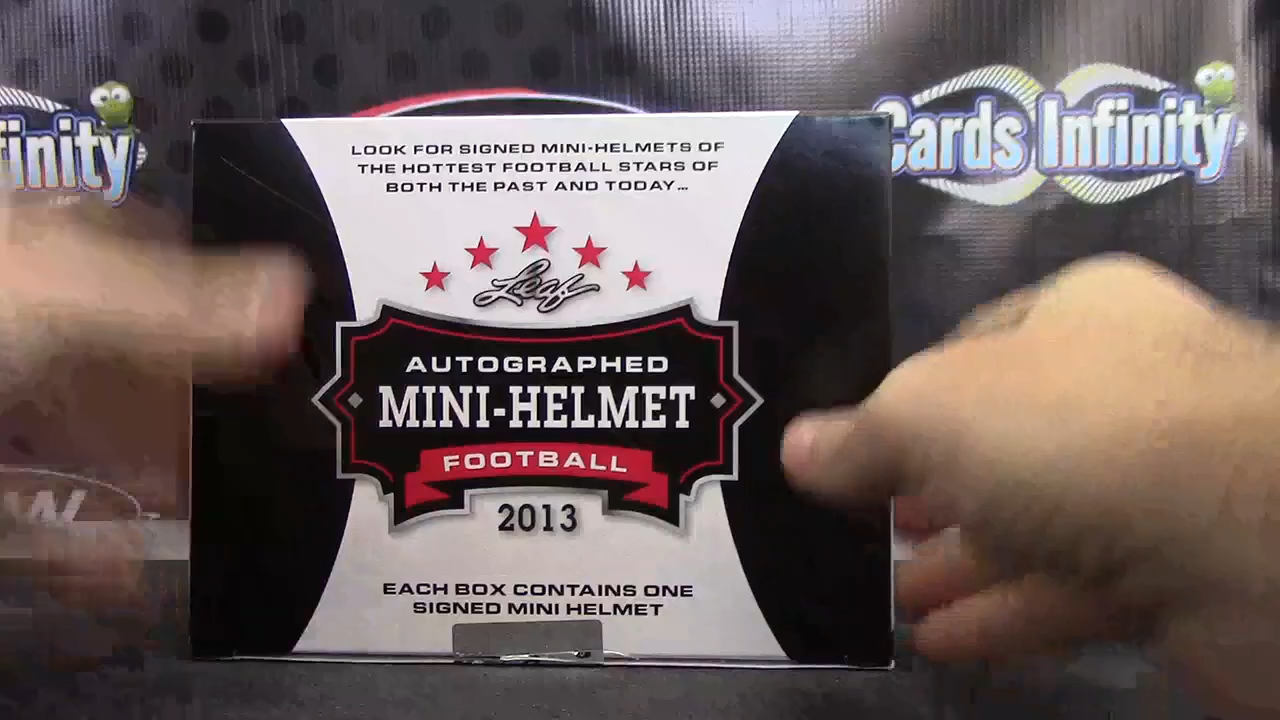 finity
Cards Infinity
LOOK FOR SIGNED MINI-HELMETS OF
THE HOTTEST FOOTBALL STARS OF
BOTH THE PAST AND TODAY...
Leaf
AUTOGRAPHED
MINI-HELMET
FOOTBALL
2013
EACH BOX CONTAINS ONE
SIGNED MINI HELMET